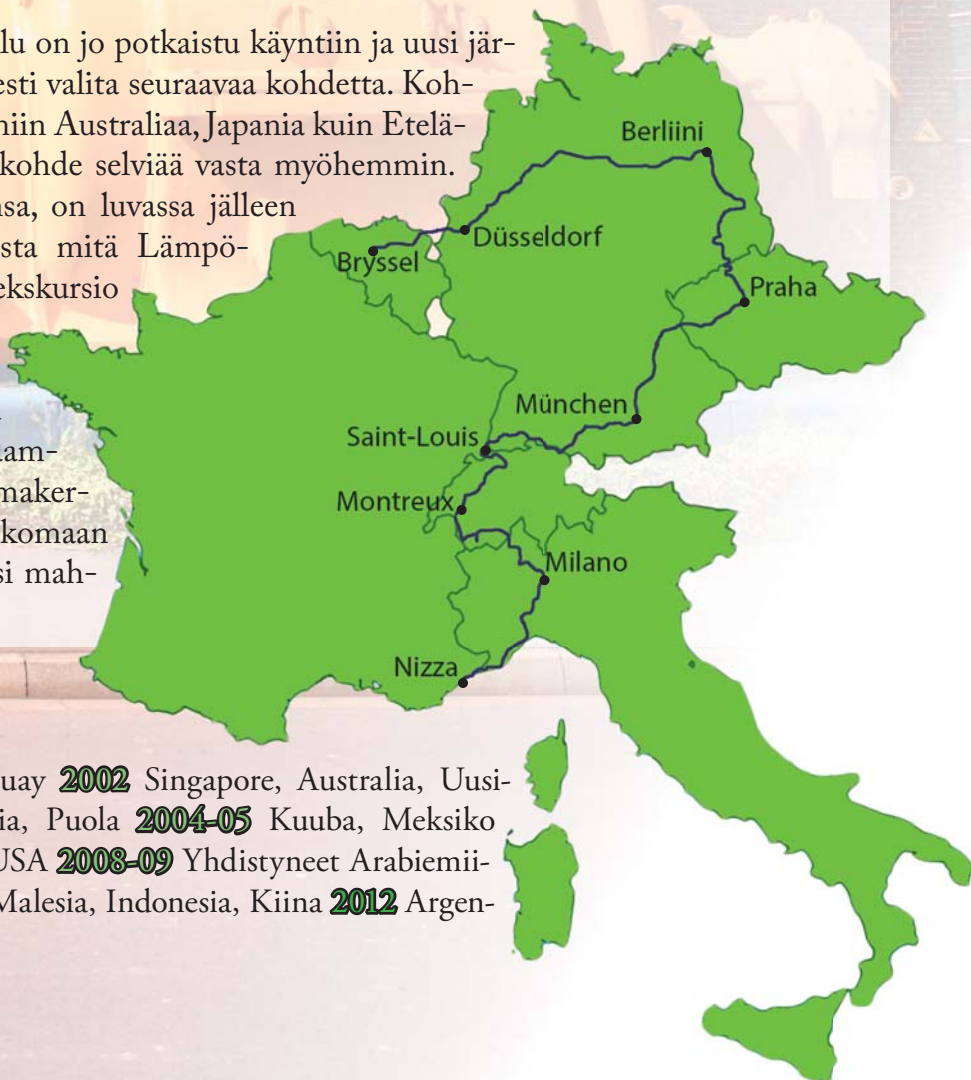 lu on jo potkaistu käyntiin ja uusi jär-
esti valita seuraavaa kohdetta. Koh-
niin Australiaa, Japania kuin Etelä-
kohde selviää vasta myöhemmin.
sa, on luvassa jälleen
sta mitä Lämpö-
ekskursio
am-
maker-
komaan
si mah-
Berliini
Düsseldorf
Bryssel
Praha
München
Saint-Louis
Montreux
Milano
Nizza
uay 2002 Singapore, Australia, Uusi-
ia, Puola 2004-05 Kuuba, Meksiko
USA 2008-09 Yhdistyneet Arabiemii-
Malesia, Indonesia, Kiina 2012 Argen-